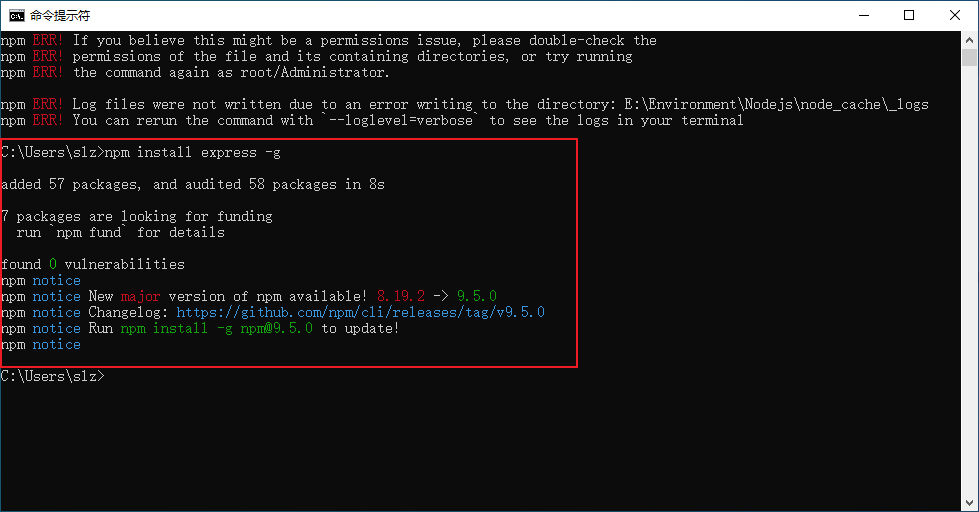 命令提示符
npm ERR! If you believe this might be a permissions issue, please double-check the
npm ERR! permissions of the file and its containing directories, or try running
npm ERR! the command again as root/Administrator.
npm ERR! Log files were not written due to an error writing to the directory: E:\Environment\Nodejs\node_cache\_logs
npm ERR! You can rerun the command with `--loglevel=verbose` to see the logs in your terminal
C:\Users\slz>npm install express -g
added 57 packages, and audited 58 packages in 8s
7 packages are looking for funding
  run `npm fund` for details
found 0 vulnerabilities
npm notice
npm notice New major version of npm available! 8.19.2 -> 9.5.0
npm notice Changelog: https://github.com/npm/cli/releases/tag/v9.5.0
npm notice Run npm install -g npm@9.5.0 to update!
npm notice
C:\Users\slz>